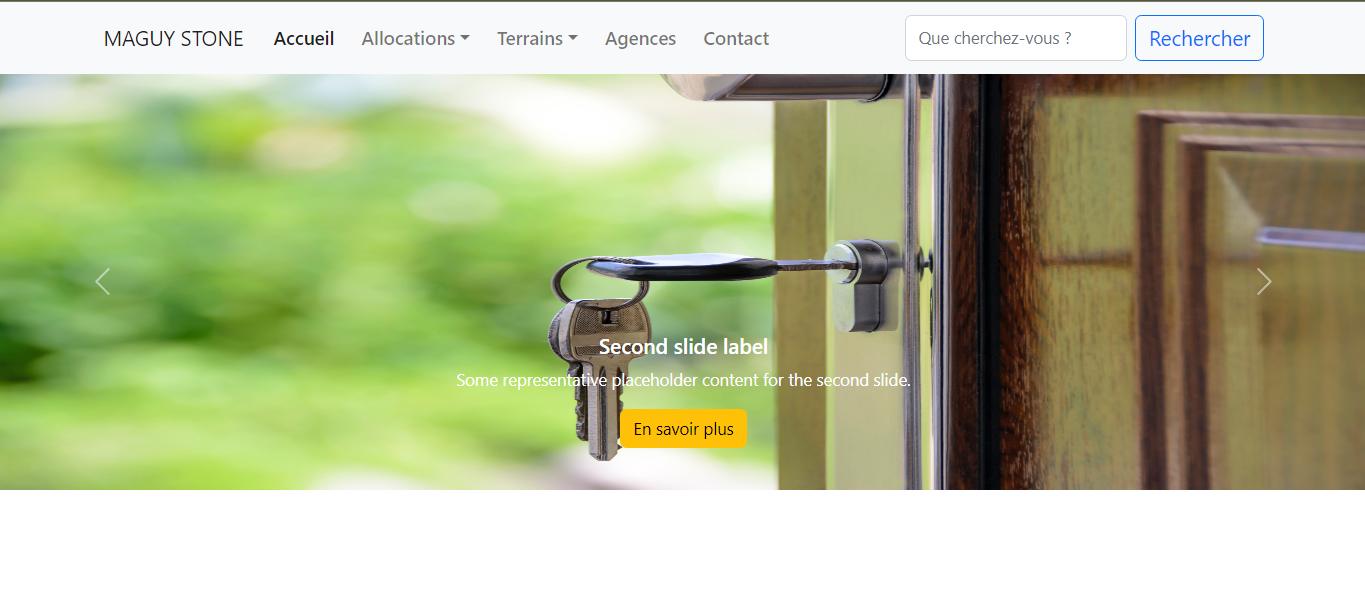 MAGUY STONE Accueil Allocations Terrains Agences Contact Que cherchez-vous ? Rechercher
Second slide label
Some representative placeholder content for the second slide.
En savoir plus